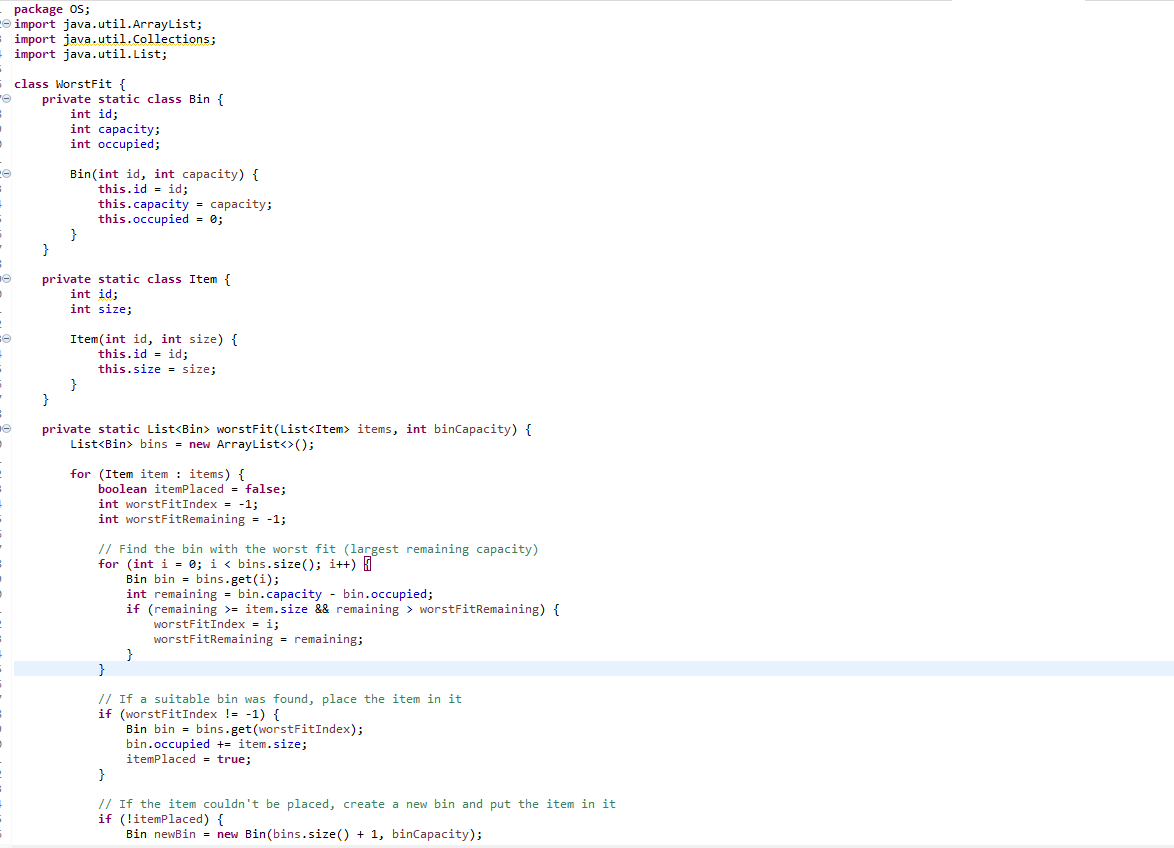 package OS;
import java.util.ArrayList;
import java.util.Collections;
import java.util.List;
class WorstFit {
    private static class Bin {
        int id;
        int capacity;
        int occupied;
        Bin(int id, int capacity) {
            this.id = id;
            this.capacity = capacity;
            this.occupied = 0;
        }
    }
    private static class Item {
        int id;
        int size;
        Item(int id, int size) {
            this.id = id;
            this.size = size;
        }
    }
    private static List<Bin> worstFit(List<Item> items, int binCapacity) {
        List<Bin> bins = new ArrayList<>();
        for (Item item : items) {
            boolean itemPlaced = false;
            int worstFitIndex = -1;
            int worstFitRemaining = -1;
            // Find the bin with the worst fit (largest remaining capacity)
            for (int i = 0; i < bins.size(); i++) {
                Bin bin = bins.get(i);
                int remaining = bin.capacity - bin.occupied;
                if (remaining >= item.size && remaining > worstFitRemaining) {
                    worstFitIndex = i;
                    worstFitRemaining = remaining;
                }
            }
            // If a suitable bin was found, place the item in it
            if (worstFitIndex != -1) {
                Bin bin = bins.get(worstFitIndex);
                bin.occupied += item.size;
                itemPlaced = true;
            }
            // If the item couldn't be placed, create a new bin and put the item in it
            if (!itemPlaced) {
                Bin newBin = new Bin(bins.size() + 1, binCapacity);